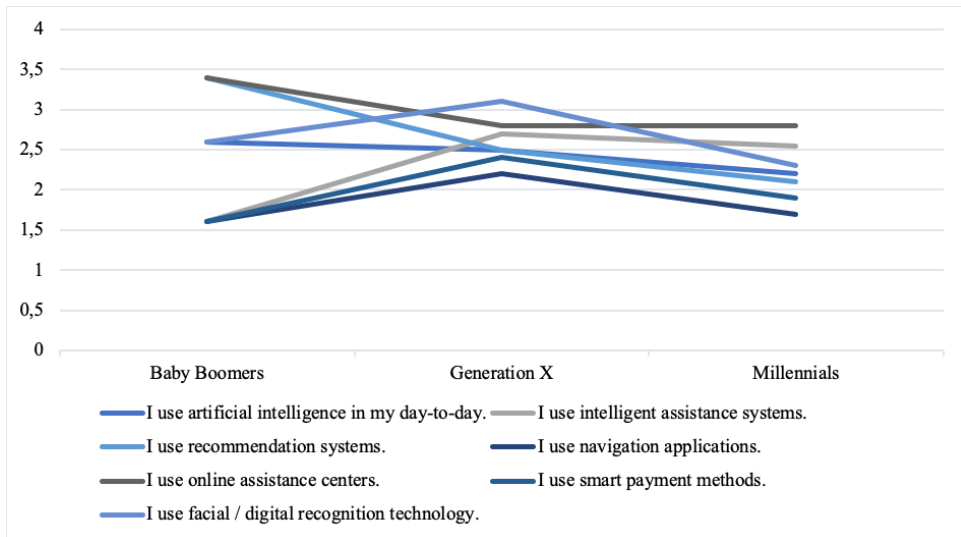 4
3,5
3
2,5
2
1,5
1
0,5
0
Baby Boomers Generation X Millennials
I use artificial intelligence in my day-to-day. I use intelligent assistance systems.
I use recommendation systems. I use navigation applications.
I use online assistance centers. I use smart payment methods.
I use facial / digital recognition technology.